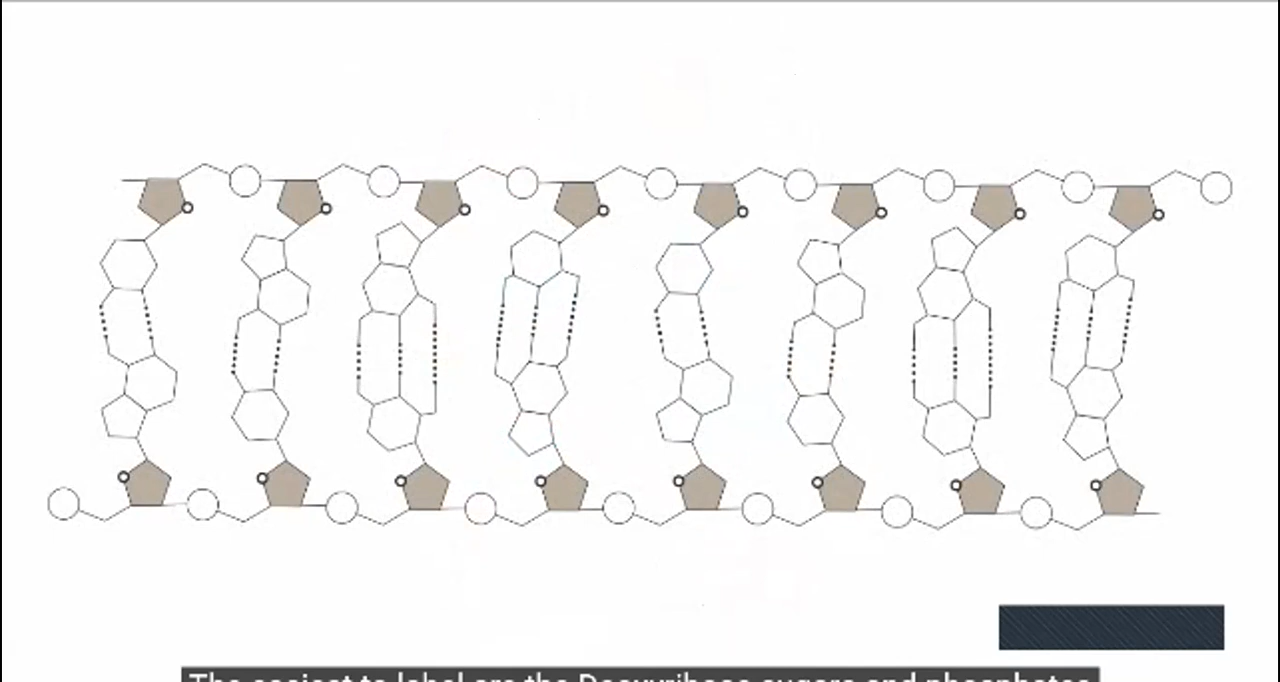 The easiest to label are the Deoxyribose sugars and phosphates